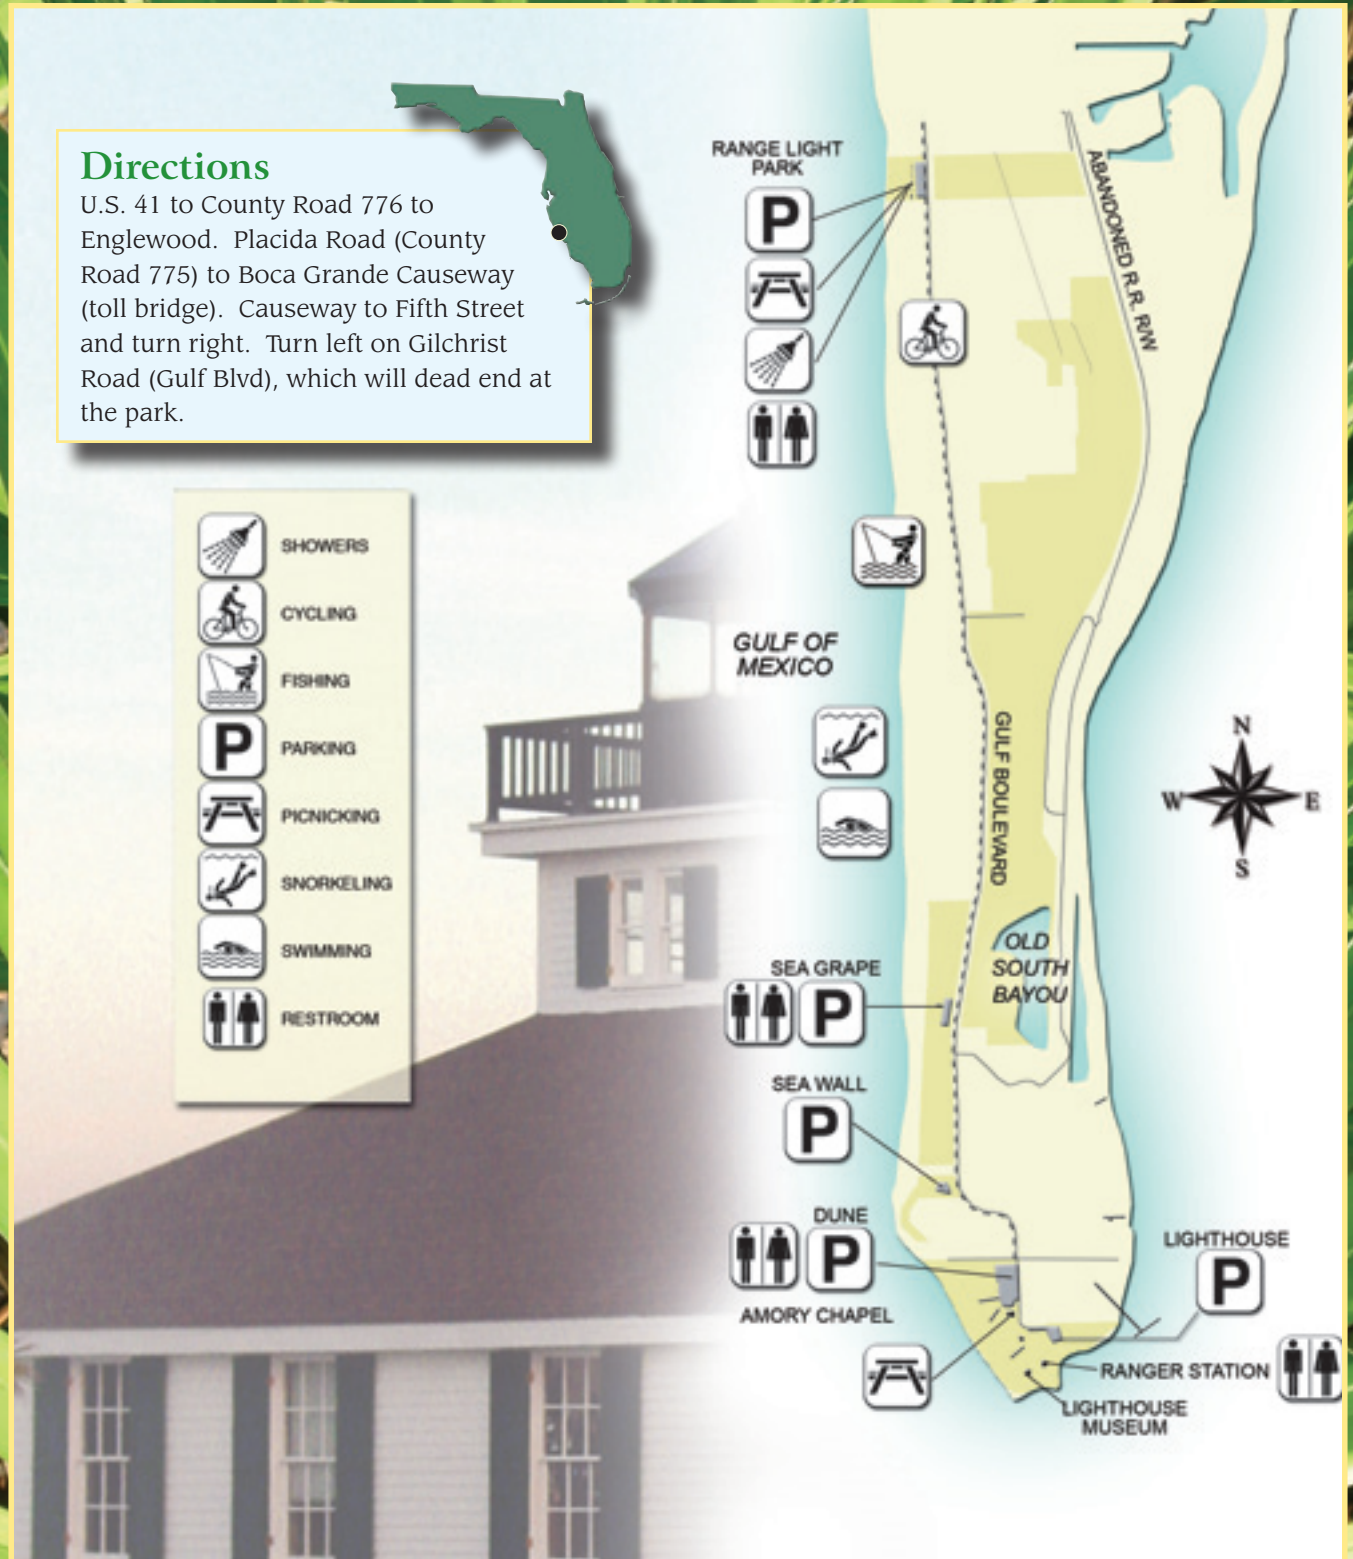 Directions
U.S. 41 to County Road 776 to
Englewood. Placida Road (County
Road 775) to Boca Grande Causeway
(toll bridge). Causeway to Fifth Street
and turn right. Turn left on Gilchrist
Road (Gulf Blvd), which will dead end at
the park.
SHOWERS
CYCLING
FISHING
P PARKING
PICNICKING
SNORKELING
SWIMMING
RESTROOM
RANGE LIGHT
PARK
P
ABANDONED R.R. R/W
GULF OF
MEXICO
GULF BOULEVARD
N
W E
S
OLD
SOUTH
BAYOU
SEA GRAPE
P
SEA WALL
P
DUNE
P
AMORY CHAPEL
LIGHTHOUSE
P
RANGER STATION
LIGHTHOUSE
MUSEUM